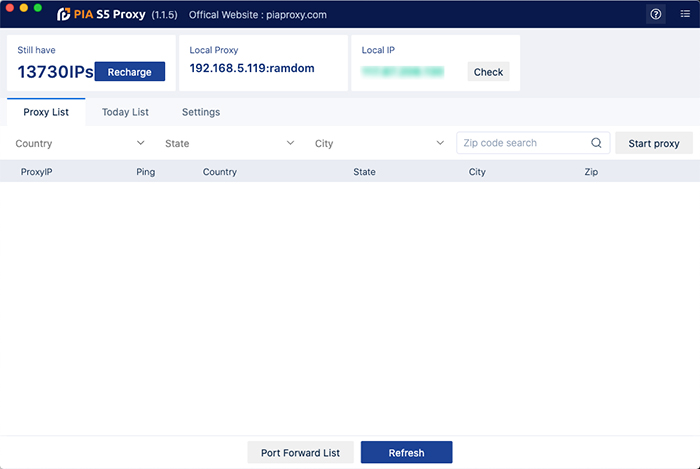 PIA S5 Proxy (1.1.5) Offical Website : piaproxy.com
Still have
13730IPs Recharge
Local Proxy
192.168.5.119:ramdom
Local IP
Check
Proxy List Today List Settings
Country State City Zip code search Start proxy
ProxyIP Ping Country State City Zip
Port Forward List Refresh